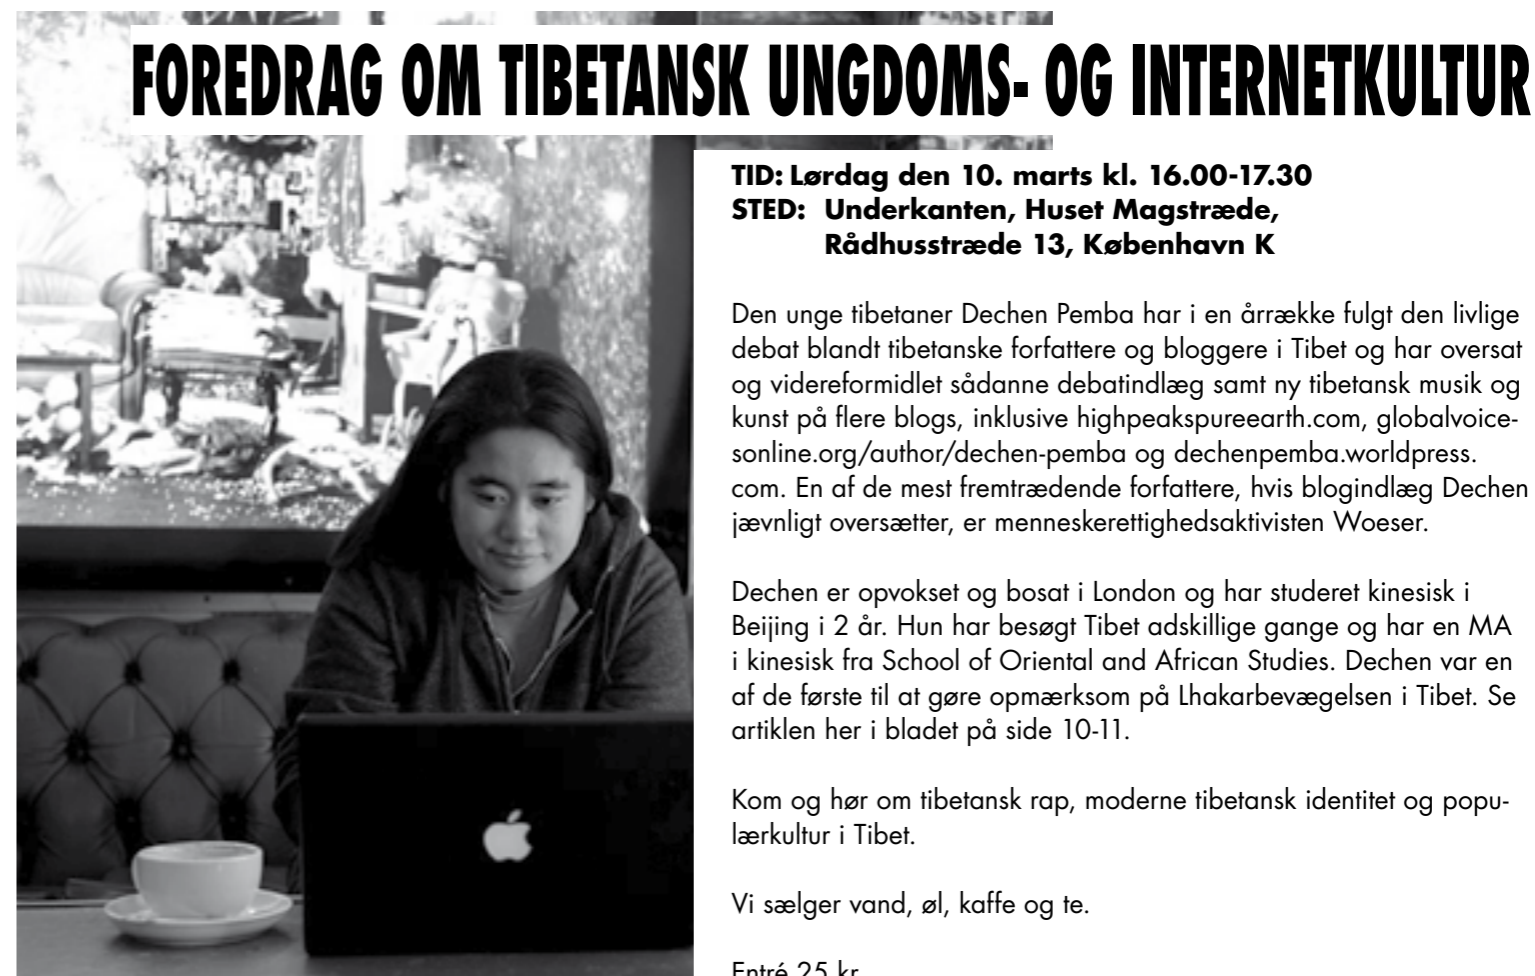 FOREDRAG OM TIBETANSK UNGDOMS- OG INTERNETKULTUR
TID: Lørdag den 10. marts kl. 16.00-17.30
STED: Underkanten, Huset Magstræde,
Rådhusstræde 13, København K
Den unge tibetaner Dechen Pemba har i en årrække fulgt den livlige
debat blandt tibetanske forfattere og bloggere i Tibet og har oversat
og videreformidlet sådanne debatindlæg samt ny tibetansk musik og
kunst på flere blogs, inklusive highpeakspureearth.com, globalvoice-
sonline.org/author/dechen-pemba og dechenpemba.worldpress.
com. En af de mest fremtrædende forfattere, hvis blogindlæg Dechen
jævnligt oversætter, er menneskerettighedsaktivisten Woeser.
Dechen er opvokset og bosat i London og har studeret kinesisk i
Beijing i 2 år. Hun har besøgt Tibet adskillige gange og har en MA
i kinesisk fra School of Oriental and African Studies. Dechen var en
af de første til at gøre opmærksom på Lhakarbevægelsen i Tibet. Se
artiklen her i bladet på side 10-11.
Kom og hør om tibetansk rap, moderne tibetansk identitet og popu-
lærkultur i Tibet.
Vi sælger vand, øl, kaffe og te.
Entré 25 kr